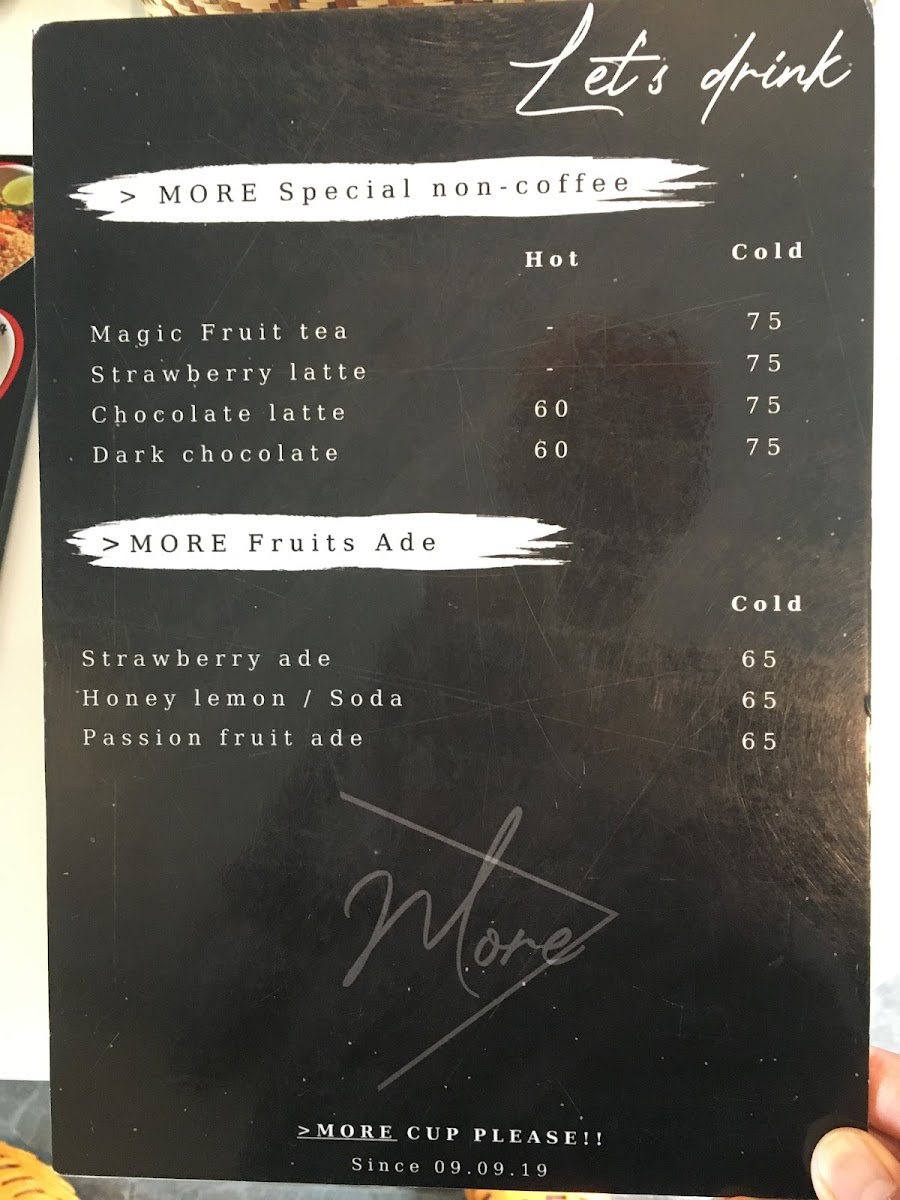 Let's drink
> MORE Special non-coffee
Hot Cold
Magic Fruit tea - 75
Strawberry latte - 75
Chocolate latte 60 75
Dark chocolate 60 75
>MORE Fruits Ade
Cold
Strawberry ade 65
Honey lemon / Soda 65
Passion fruit ade 65
More
>MORE CUP PLEASE!!
Since 09.09.19